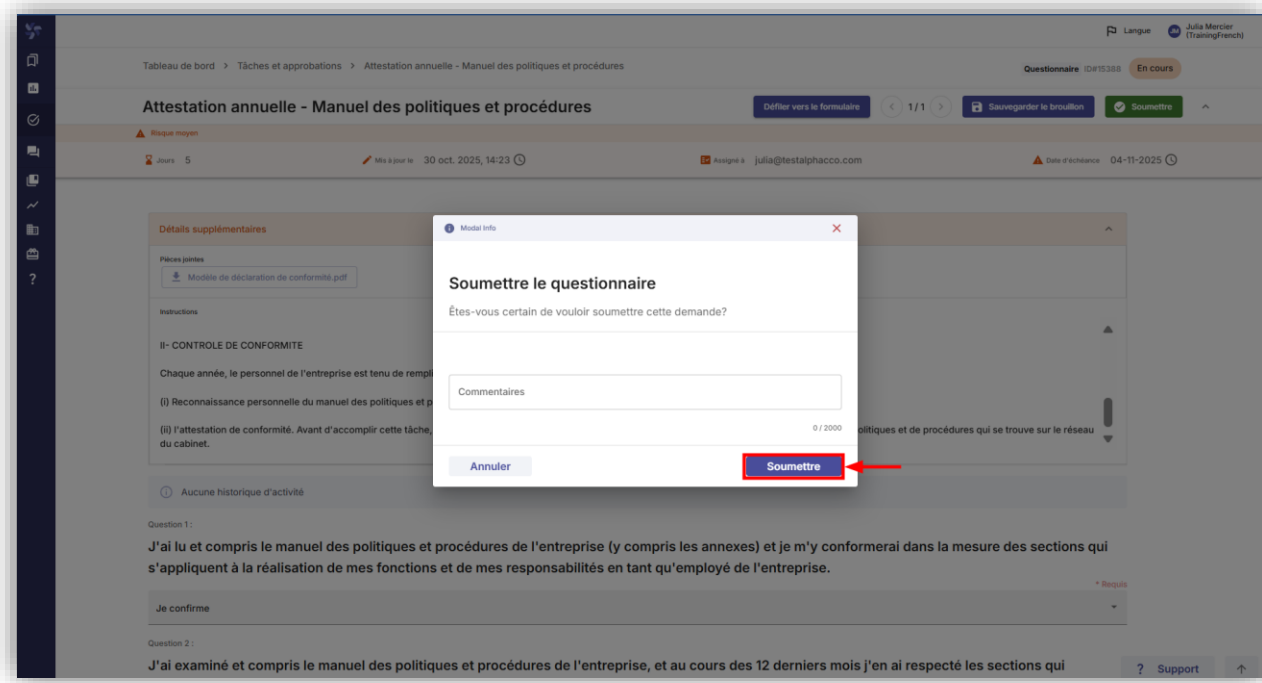 Langue
JM
Julia Mercier
(TrainingFrench)
Tableau de bord > Tâches et approbations > Attestation annuelle - Manuel des politiques et procédures
Questionnaire ID#15388 En cours
Attestation annuelle - Manuel des politiques et procédures
Défiler vers le formulaire
1/1
Sauvegarder le brouillon
Soumettre
Risque moyen
Jours 5
Mis à jour le 30 oct. 2025, 14:23
Assigné à julia@testalphacco.com
Date d'échéance 04-11-2025
Détails supplémentaires
Pièces jointes
Modèle de déclaration de conformité.pdf
Instructions
II- CONTROLE DE CONFORMITE
Chaque année, le personnel de l'entreprise est tenu de rempli
(i) Reconnaissance personnelle du manuel des politiques et p
(ii) l'attestation de conformité. Avant d'accomplir cette tâche, olitiques et de procédures qui se trouve sur le réseau
du cabinet.
Modal Info
Soumettre le questionnaire
Êtes-vous certain de vouloir soumettre cette demande?
Commentaires
0 / 2000
Annuler
Soumettre
Aucune historique d'activité
Question 1 :
J'ai lu et compris le manuel des politiques et procédures de l'entreprise (y compris les annexes) et je m'y conformerai dans la mesure des sections qui
s'appliquent à la réalisation de mes fonctions et de mes responsabilités en tant qu'employé de l'entreprise.
* Requis
Je confirme
Question 2 :
J'ai examiné et compris le manuel des politiques et procédures de l'entreprise, et au cours des 12 derniers mois j'en ai respecté les sections qui
? Support